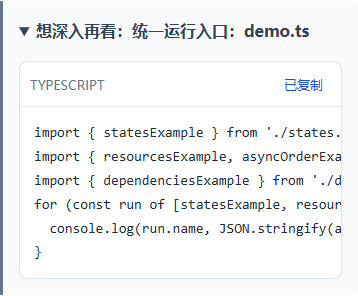 ▼ 想深入再看：统一运行入口：demo.ts
TYPESCRIPT 已复制
import { statesExample } from './states.
import { resourcesExample, asyncOrderExa
import { dependenciesExample } from './d
for (const run of [statesExample, resour
  console.log(run.name, JSON.stringify(a
}